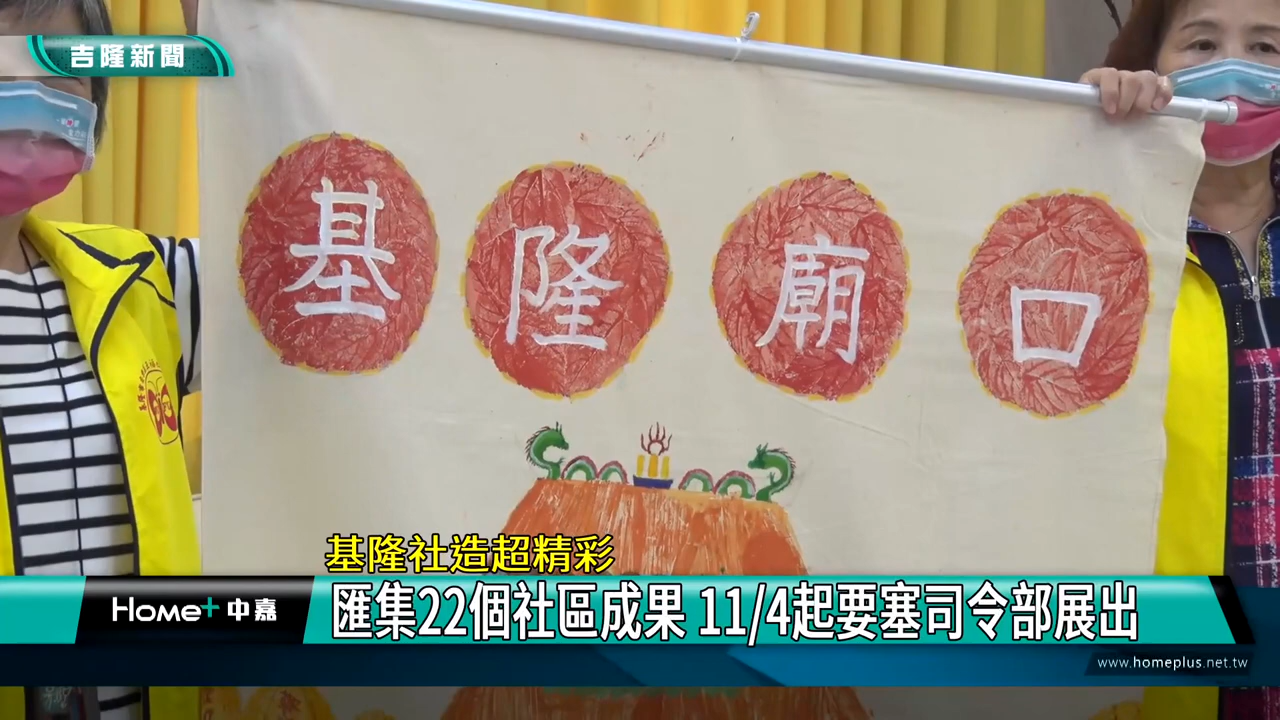 吉隆新聞
基隆廟口
基隆社造超精彩
Home+中嘉
匯集22個社區成果 11/4起要塞司令部展出
www.homeplus.net.tw